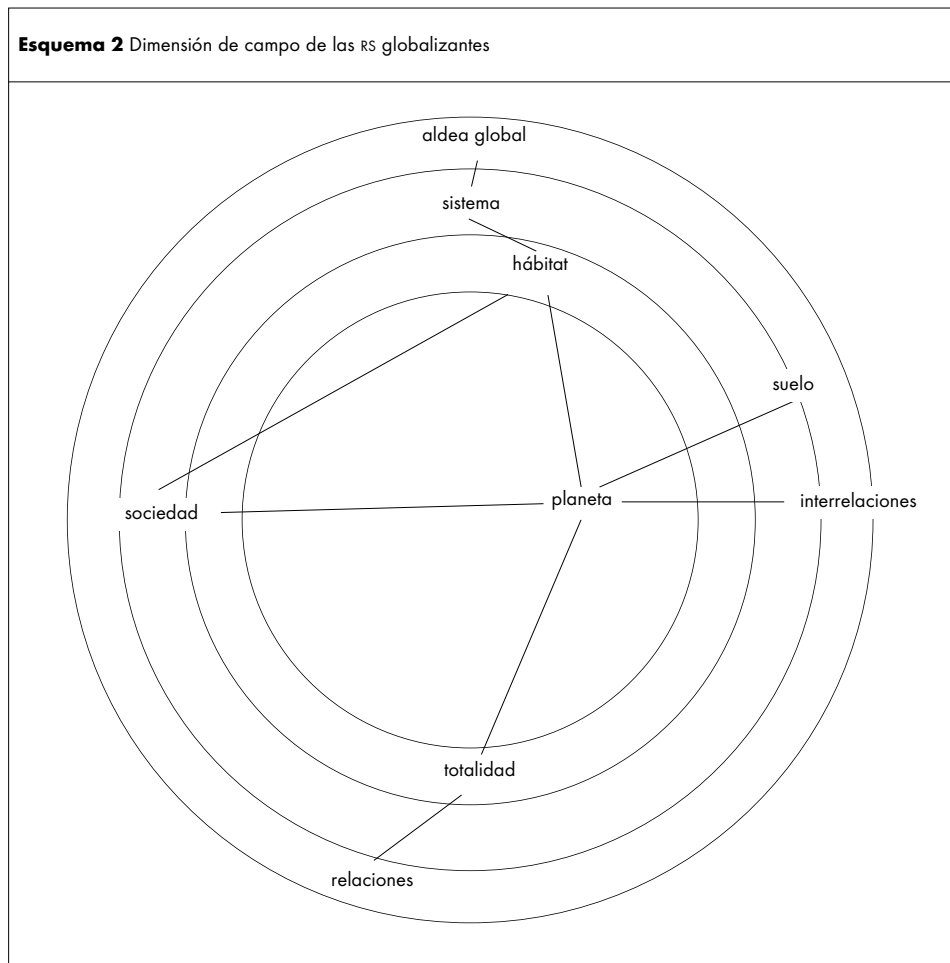 Esquema 2 Dimensión de campo de las RS globalizantes
aldea global
sistema
hábitat
suelo
planeta
interrelaciones
sociedad
totalidad
relaciones